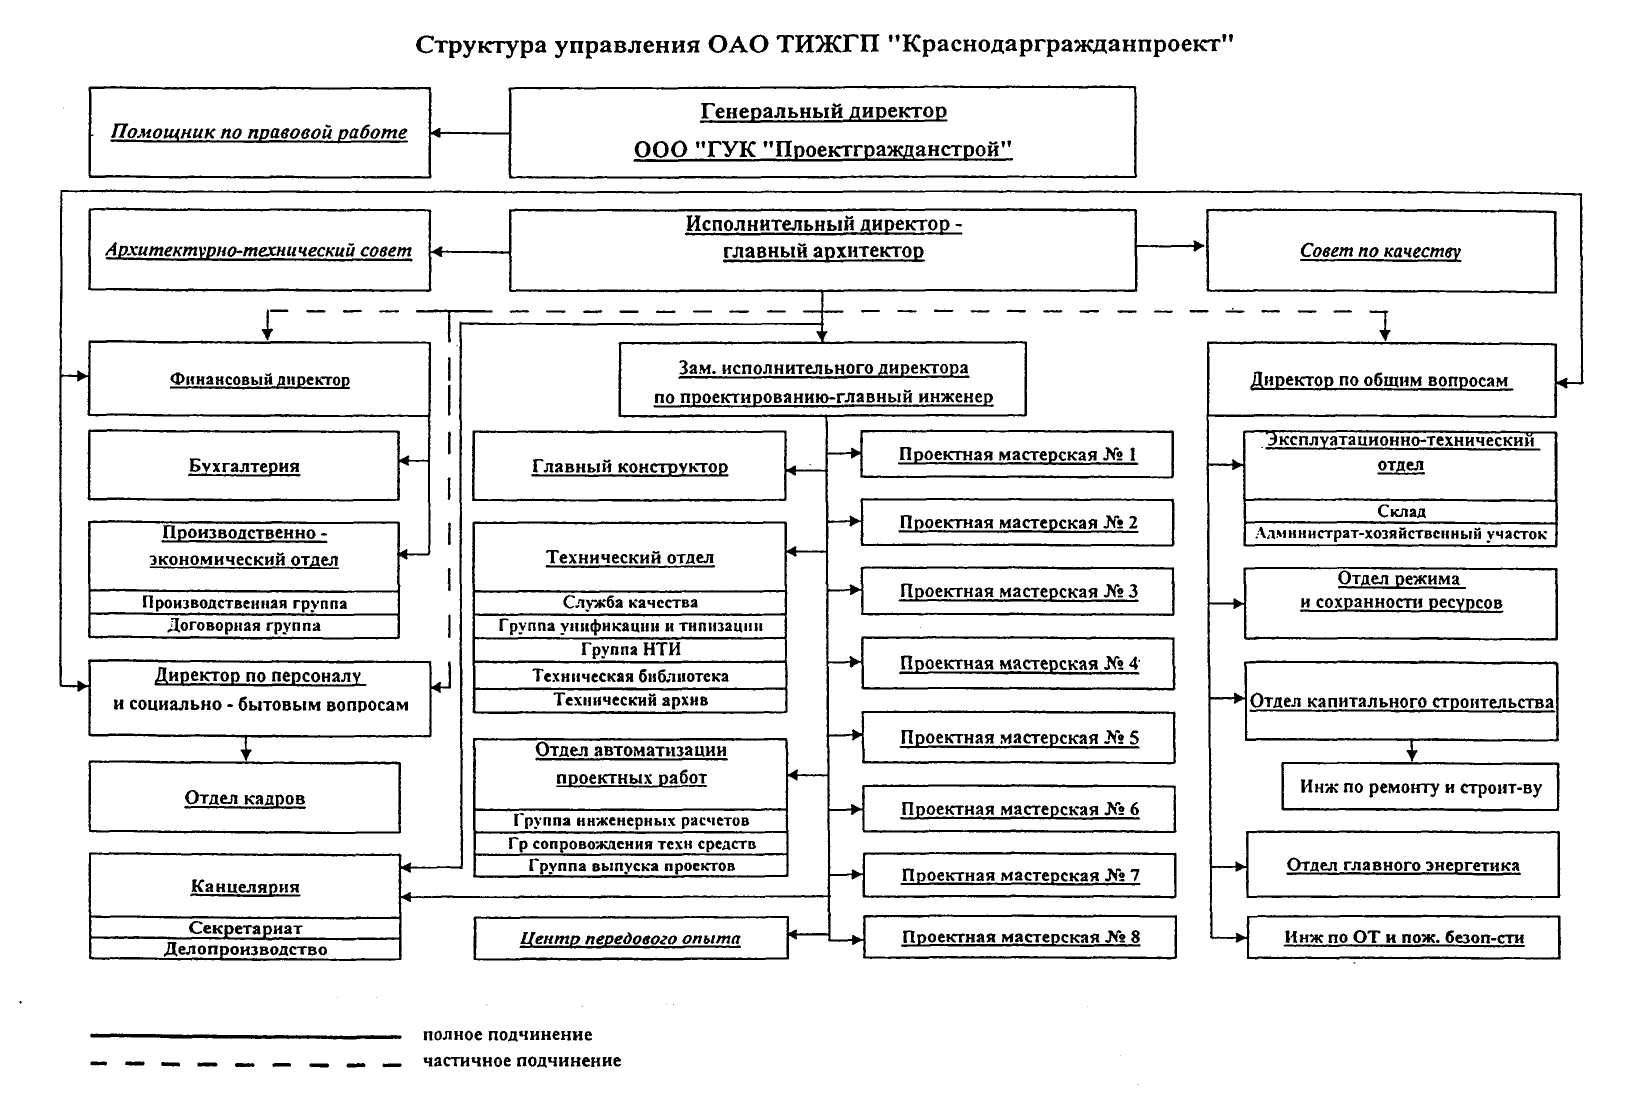 Структура управления ОАО ТИЖГП "Краснодаргражданпроект"
Помощник по правовой работе
Генеральный директор
ООО "ГУК "Проектгражданстрой"
Архитектурно-технический совет
Исполнительный директор -
главный архитектор
Совет по качеству
Финансовый директор
Зам. исполнительного директора
по проектированию-главный инженер
Директор по общим вопросам
Бухгалтерия
Производственно -
экономический отдел
Производственная группа
Договорная группа
Директор по персоналу
и социально - бытовым вопросам
Отдел кадров
Канцелярия
Секретариат
Делопроизводство
Главный конструктор
Технический отдел
Служба качества
Группа унификации и типизации
Группа НТИ
Техническая библиотека
Технический архив
Отдел автоматизации
проектных работ
Группа инженерных расчетов
Гр сопровождения техн средств
Группа выпуска проектов
Центр передового опыта
Проектная мастерская № 1
Проектная мастерская № 2
Проектная мастерская № 3
Проектная мастерская № 4
Проектная мастерская № 5
Проектная мастерская № 6
Проектная мастерская № 7
Проектная мастерская № 8
Эксплуатационно-технический
отдел
Склад
Администрат-хозяйственный участок
Отдел режима
и сохранности ресурсов
Отдел капитального строительства
Инж по ремонту и строит-ву
Отдел главного энергетика
Инж по ОТ и пож. безоп-сти
полное подчинение
частичное подчинение